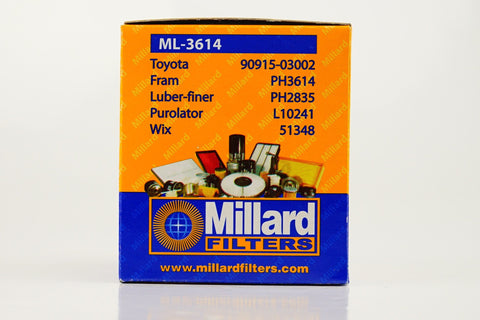 ML-3614
Toyota 90915-03002
Fram PH3614
Luber-finer PH2835
Purolator L10241
Wix 51348
Millard
FILTERS
www.millardfilters.com